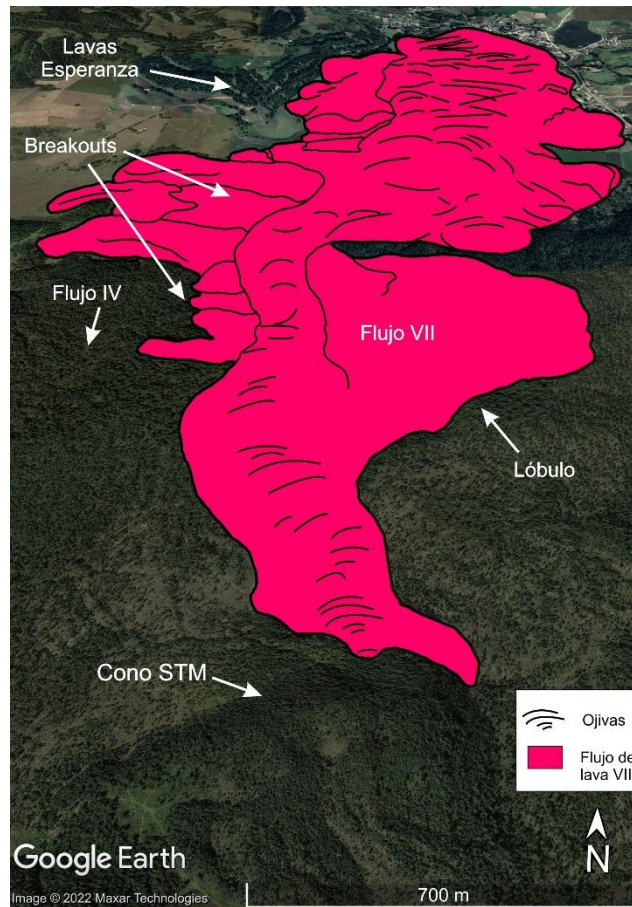 Lavas
Esperanza
Breakouts
Flujo IV
Flujo VII
Lóbulo
Cono STM
Ojivas
Flujo de
lava VII
Google Earth
N
Image © 2022 Maxar Technologies
700 m